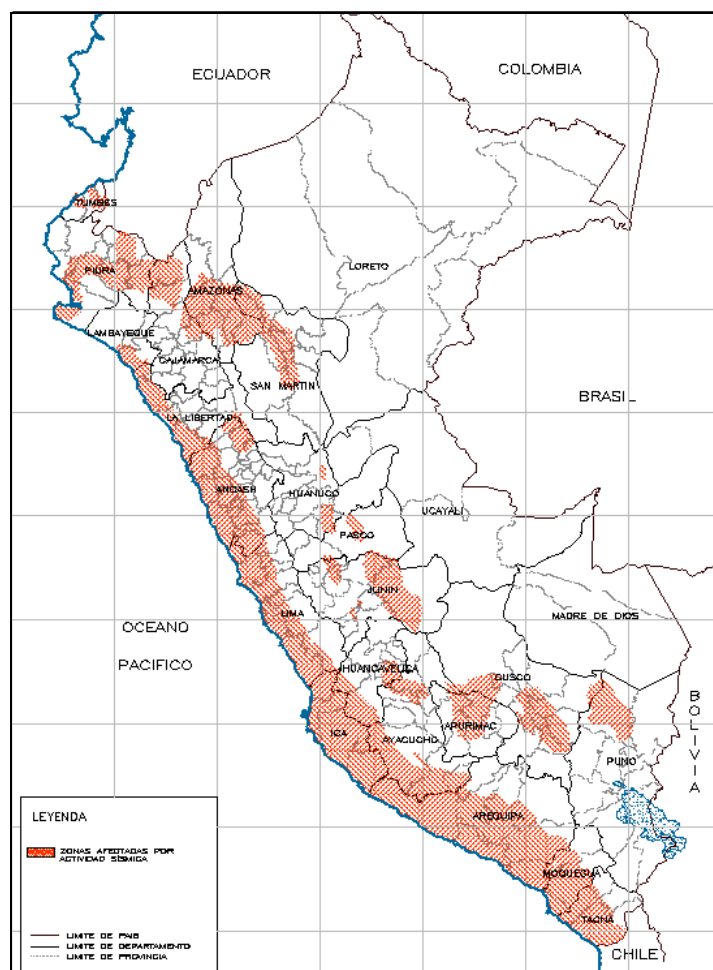 ECUADOR
COLOMBIA
TUMBES
PIURA
LORETO
AMAZONAS
LAMBAYEQUE
CAJAMARCA
SAN MARTIN
BRASIL
LA LIBERTAD
ANCASH
HUANUCO
UCAYALI
PASCO
JUNIN
LIMA
MADRE DE DIOS
OCEANO
PACIFICO
HUANCAVELICA
CUSCO
BOLIVIA
ICA
AYACUCHO
APURIMAC
PUNO
AREQUIPA
MOQUEGUA
TACNA
CHILE
LEYENDA
ZONAS AFECTADAS POR
ACTIVIDAD SÍSMICA
LIMITE DE PAIS
LIMITE DE DEPARTAMENTO
LIMITE DE PROVINCIA